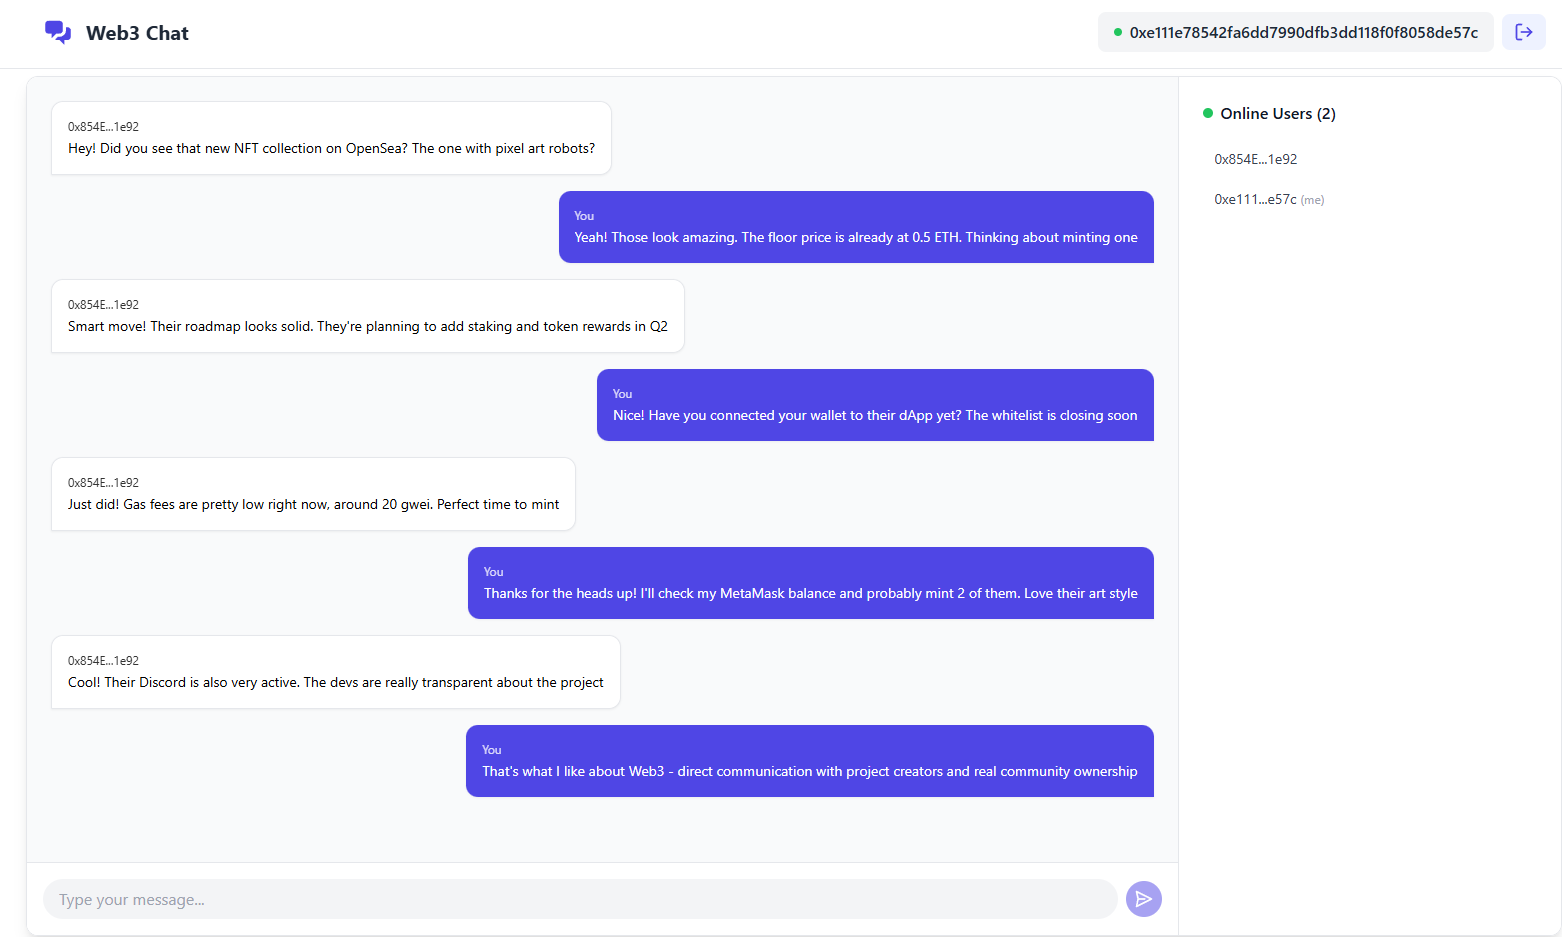 Web3 Chat
0xe111e78542fa6dd7990dfb3dd118f0f8058de57c
0x854E...1e92
Hey! Did you see that new NFT collection on OpenSea? The one with pixel art robots?
You
Yeah! Those look amazing. The floor price is already at 0.5 ETH. Thinking about minting one
0x854E...1e92
Smart move! Their roadmap looks solid. They're planning to add staking and token rewards in Q2
You
Nice! Have you connected your wallet to their dApp yet? The whitelist is closing soon
0x854E...1e92
Just did! Gas fees are pretty low right now, around 20 gwei. Perfect time to mint
You
Thanks for the heads up! I'll check my MetaMask balance and probably mint 2 of them. Love their art style
0x854E...1e92
Cool! Their Discord is also very active. The devs are really transparent about the project
You
That's what I like about Web3 - direct communication with project creators and real community ownership
Type your message...
Online Users (2)
0x854E...1e92
0xe111...e57c (me)